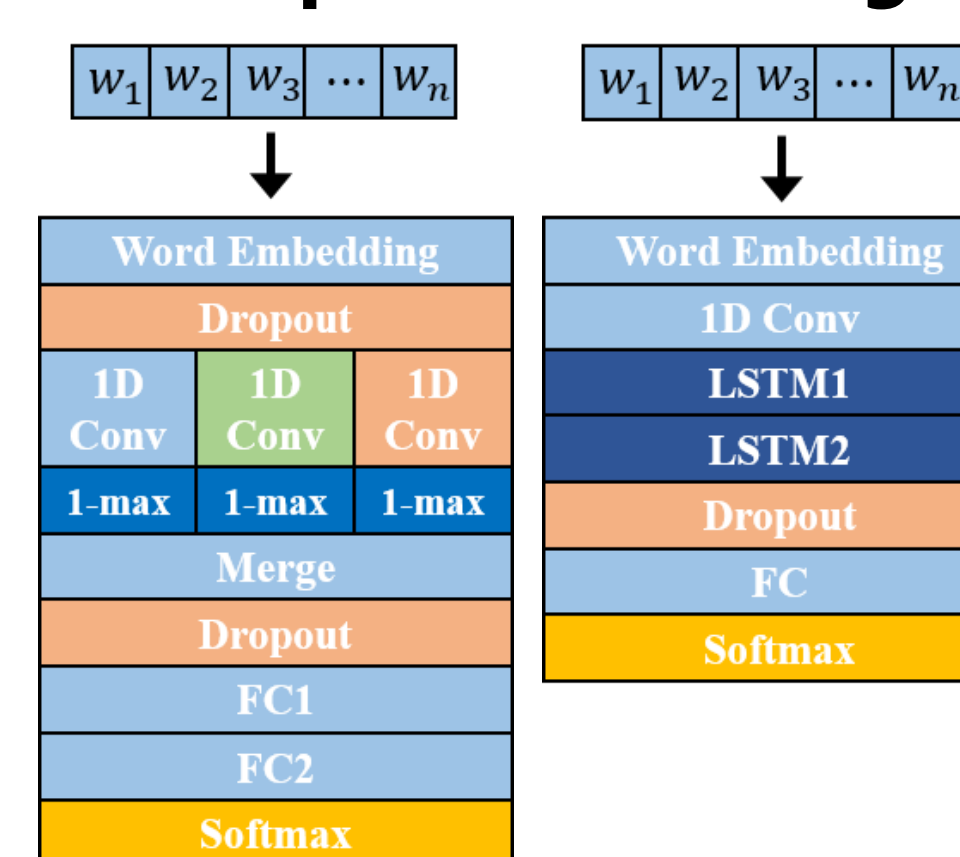 w1 w2 w3 ... wn
Word Embedding
Dropout
1D Conv 1D Conv 1D Conv
1-max 1-max 1-max
Merge
Dropout
FC1
FC2
Softmax
w1 w2 w3 ... wn
Word Embedding
1D Conv
LSTM1
LSTM2
Dropout
FC
Softmax